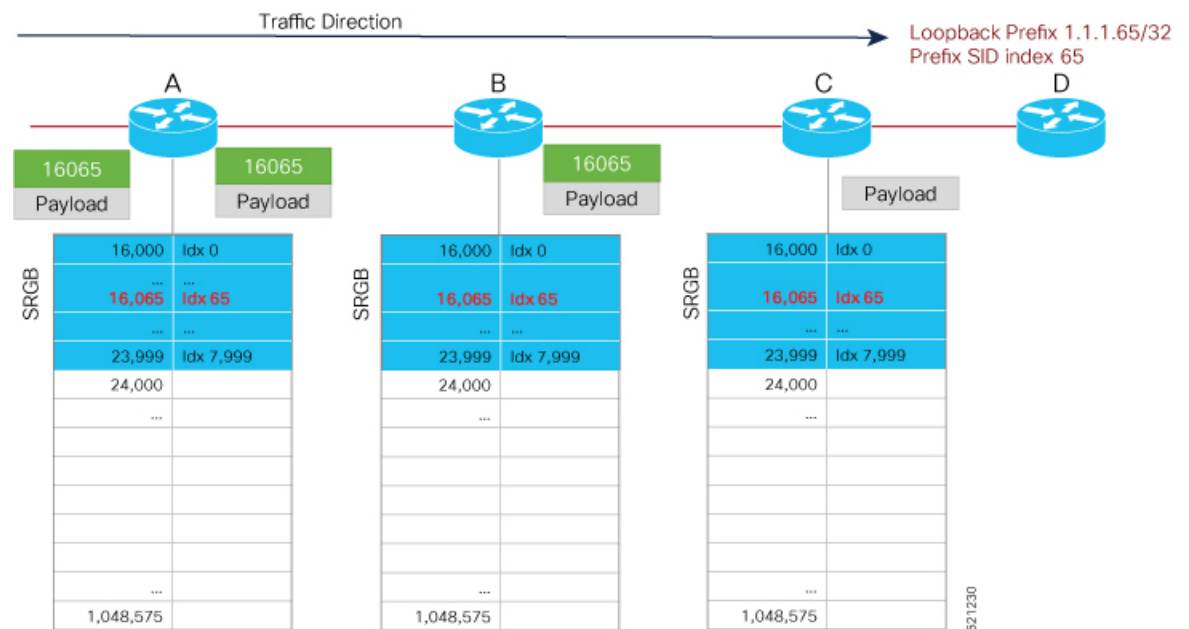 Traffic Direction
Loopback Prefix 1.1.1.65/32
Prefix SID index 65
A
B
C
D
16065
Payload
16065
Payload
16065
Payload
Payload
SRGB
16,000 Idx 0
... ...
16,065 Idx 65
... ...
23,999 Idx 7,999
24,000
...
...
1,048,575
SRGB
16,000 Idx 0
16,065 Idx 65
... ...
23,999 Idx 7,999
24,000
...
...
1,048,575
SRGB
16,000 Idx 0
16,065 Idx 65
... ...
23,999 Idx 7,999
24,000
...
...
1,048,575
521230